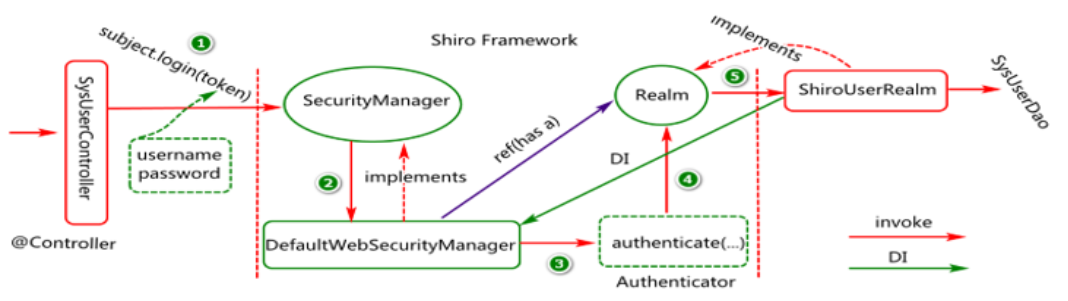 Shiro Framework
subject.login(token)
1
SysUserController
@Controller
username
password
SecurityManager
2
implements
DefaultWebSecurityManager
3
ref(has a)
authenticate(...)
Authenticator
4
Realm
DI
5
implements
ShiroUserRealm
SysUserDao
invoke
DI